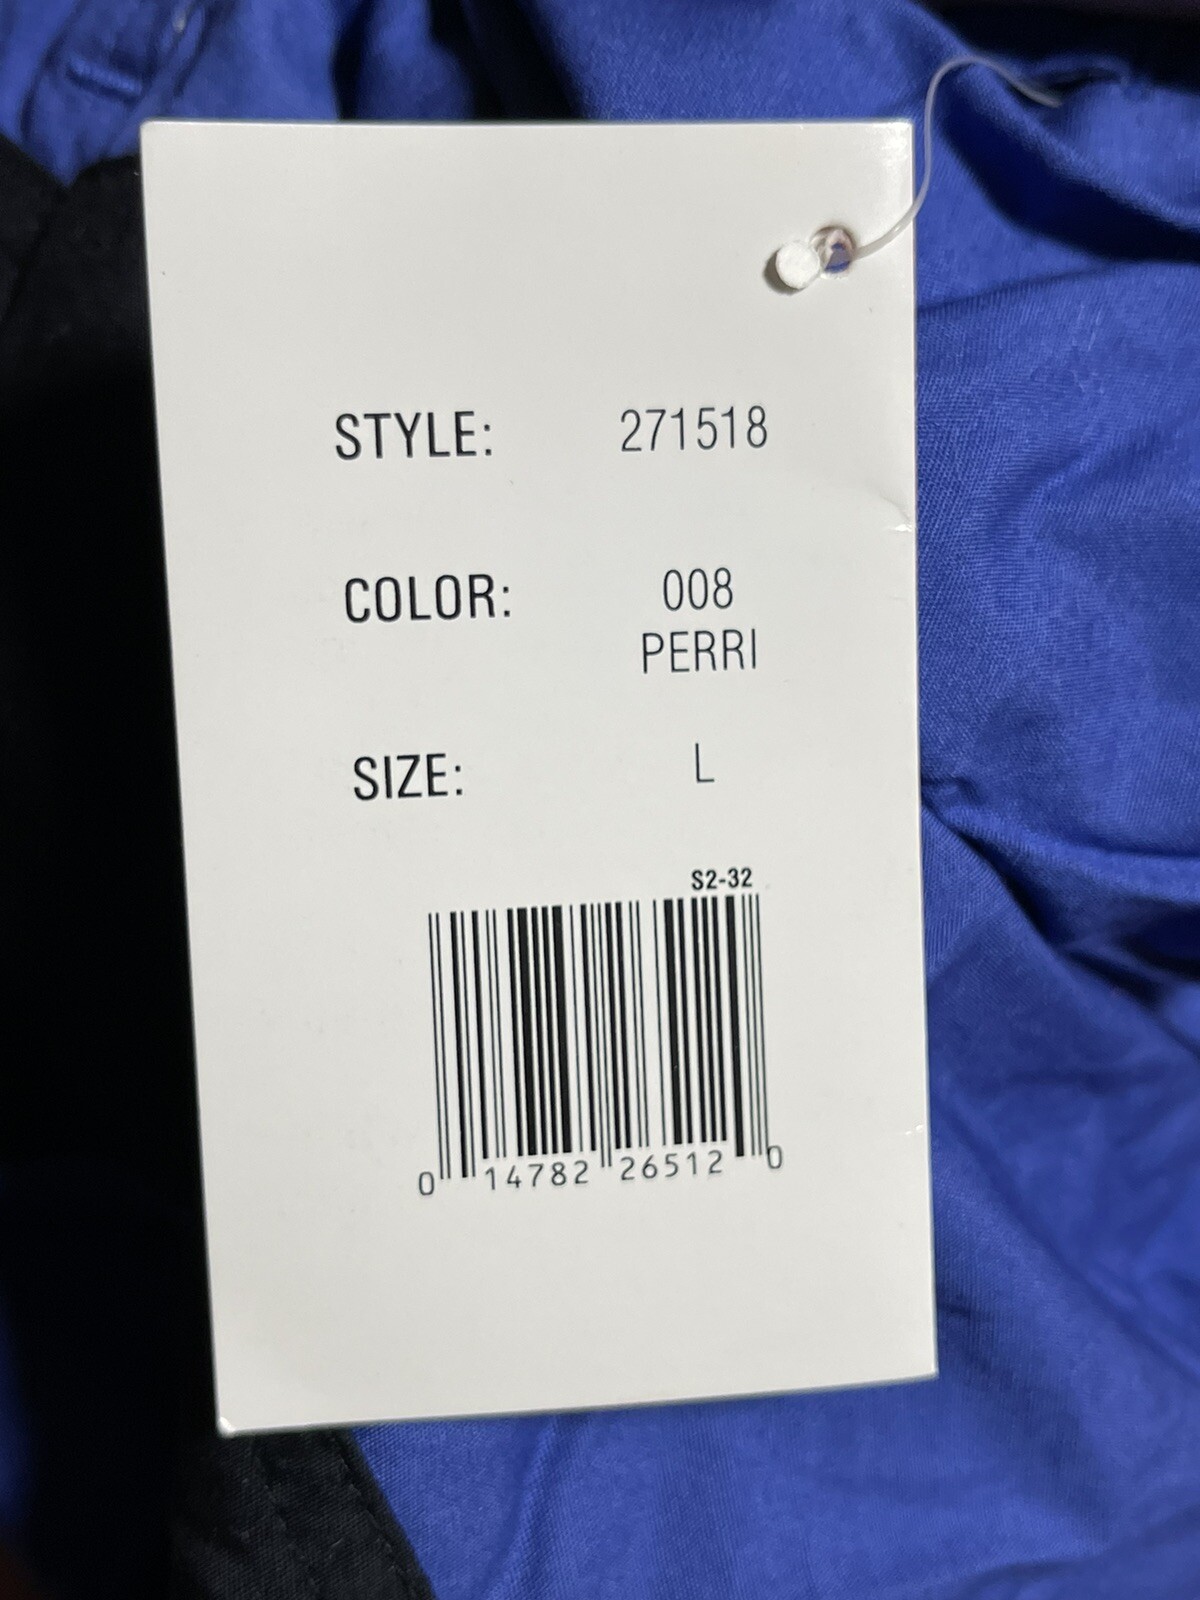 STYLE: 271518
COLOR: 008
PERRI
SIZE: L
S2-32
0 14782 26512 0